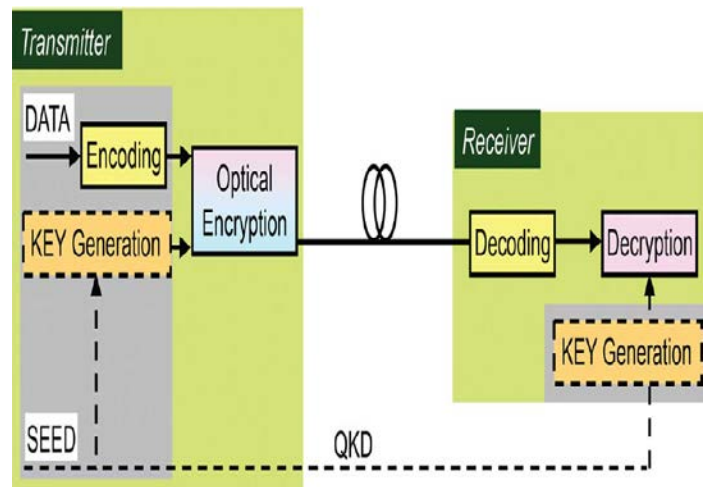 Transmitter
DATA
Encoding
Optical
Encryption
KEY Generation
SEED
QKD
Receiver
Decoding
Decryption
KEY Generation